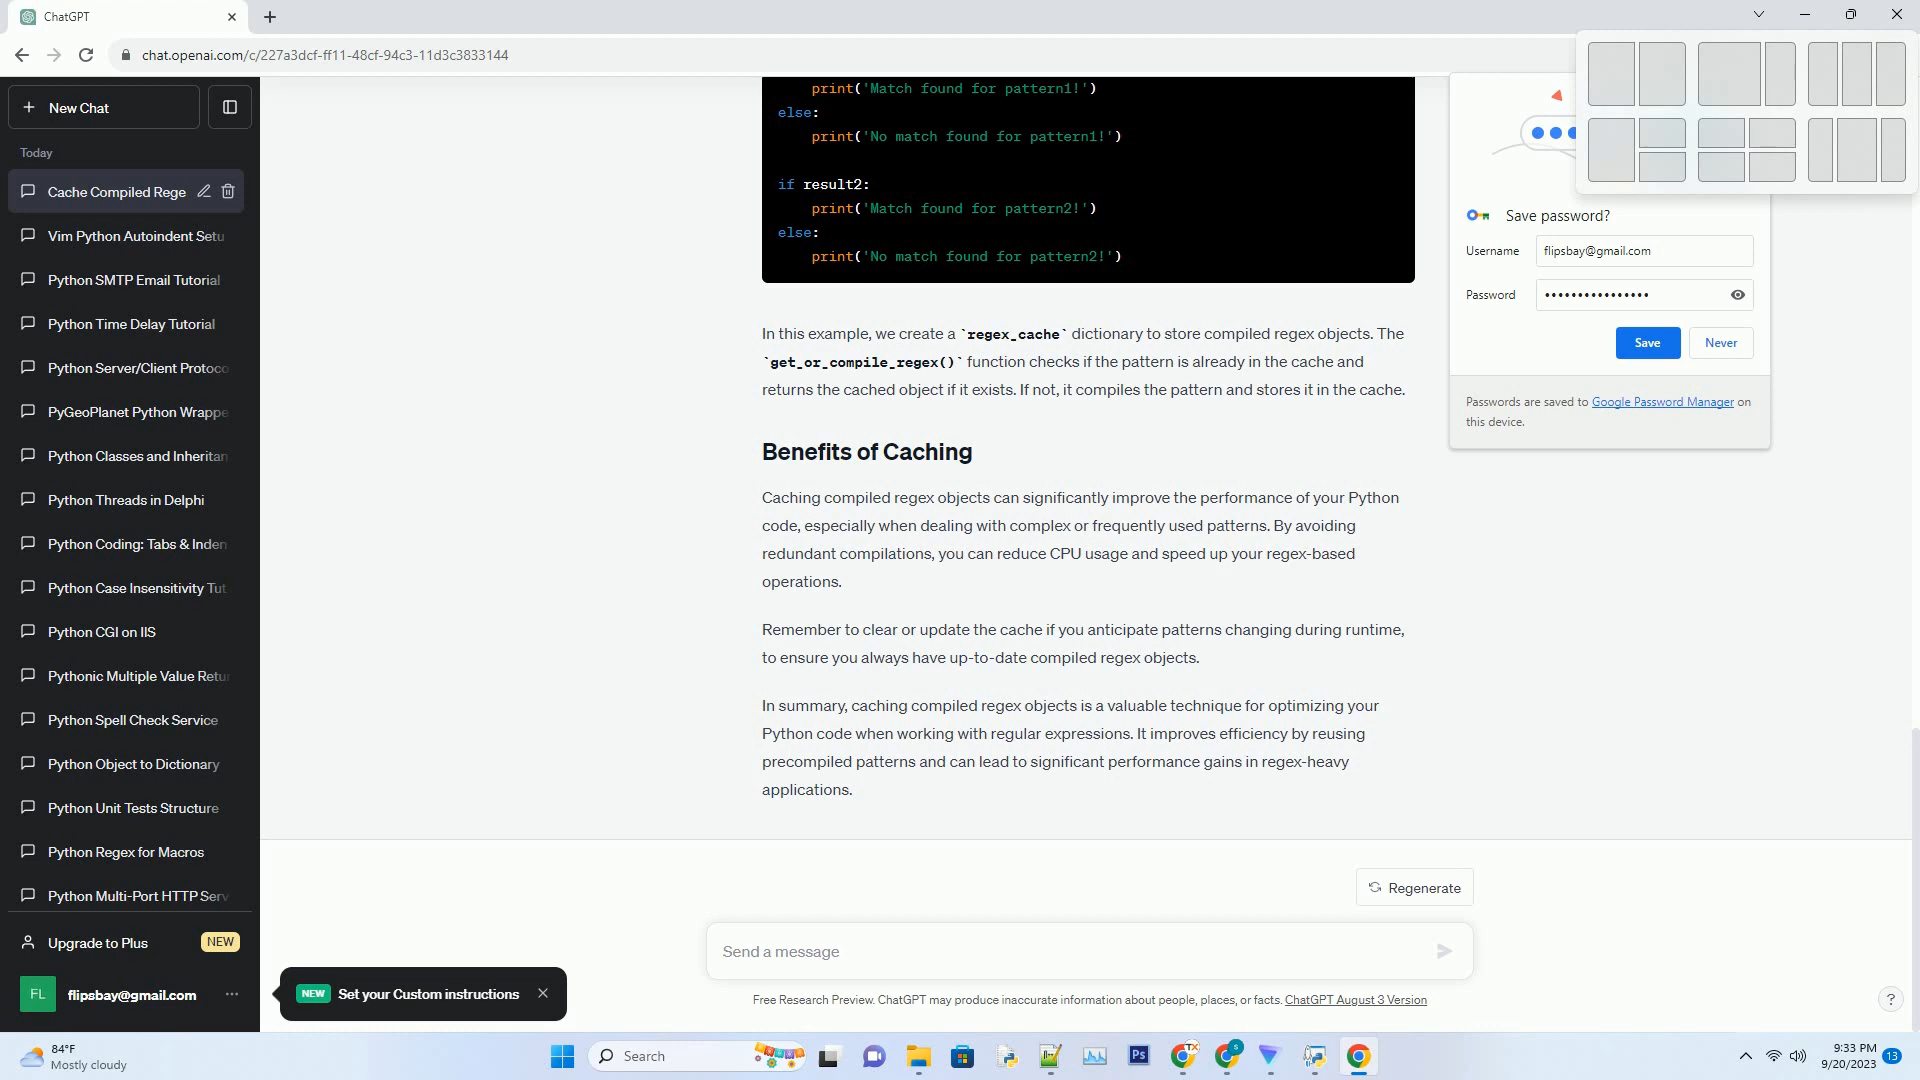 ChatGPT
chat.openai.com/c/227a3dcf-ff11-48cf-94c3-11d3c3833144
New Chat
Today
Cache Compiled Rege
Vim Python Autoindent Setu
Python SMTP Email Tutorial
Python Time Delay Tutorial
Python Server/Client Protoco
PyGeoPlanet Python Wrappe
Python Classes and Inheritan
Python Threads in Delphi
Python Coding: Tabs & Inden
Python Case Insensitivity Tut
Python CGI on IIS
Pythonic Multiple Value Retu
Python Spell Check Service
Python Object to Dictionary
Python Unit Tests Structure
Python Regex for Macros
Python Multi-Port HTTP Serv
Upgrade to Plus NEW
FL flipsbay@gmail.com
print('Match found for pattern1!')
else:
print('No match found for pattern1!')
if result2:
print('Match found for pattern2!')
else:
print('No match found for pattern2!')
In this example, we create a `regex_cache` dictionary to store compiled regex objects. The
`get_or_compile_regex()` function checks if the pattern is already in the cache and
returns the cached object if it exists. If not, it compiles the pattern and stores it in the cache.
Benefits of Caching
Caching compiled regex objects can significantly improve the performance of your Python
code, especially when dealing with complex or frequently used patterns. By avoiding
redundant compilations, you can reduce CPU usage and speed up your regex-based
operations.
Remember to clear or update the cache if you anticipate patterns changing during runtime,
to ensure you always have up-to-date compiled regex objects.
In summary, caching compiled regex objects is a valuable technique for optimizing your
Python code when working with regular expressions. It improves efficiency by reusing
precompiled patterns and can lead to significant performance gains in regex-heavy
applications.
Save password?
Username flipsbay@gmail.com
Password ••••••••••••••••
Save Never
Passwords are saved to Google Password Manager on
this device.
Regenerate
Send a message
NEW Set your Custom instructions
Free Research Preview. ChatGPT may produce inaccurate information about people, places, or facts. ChatGPT August 3 Version
?
84°F
Mostly cloudy
Search
Ps
TX
S
9:33 PM
9/20/2023
13